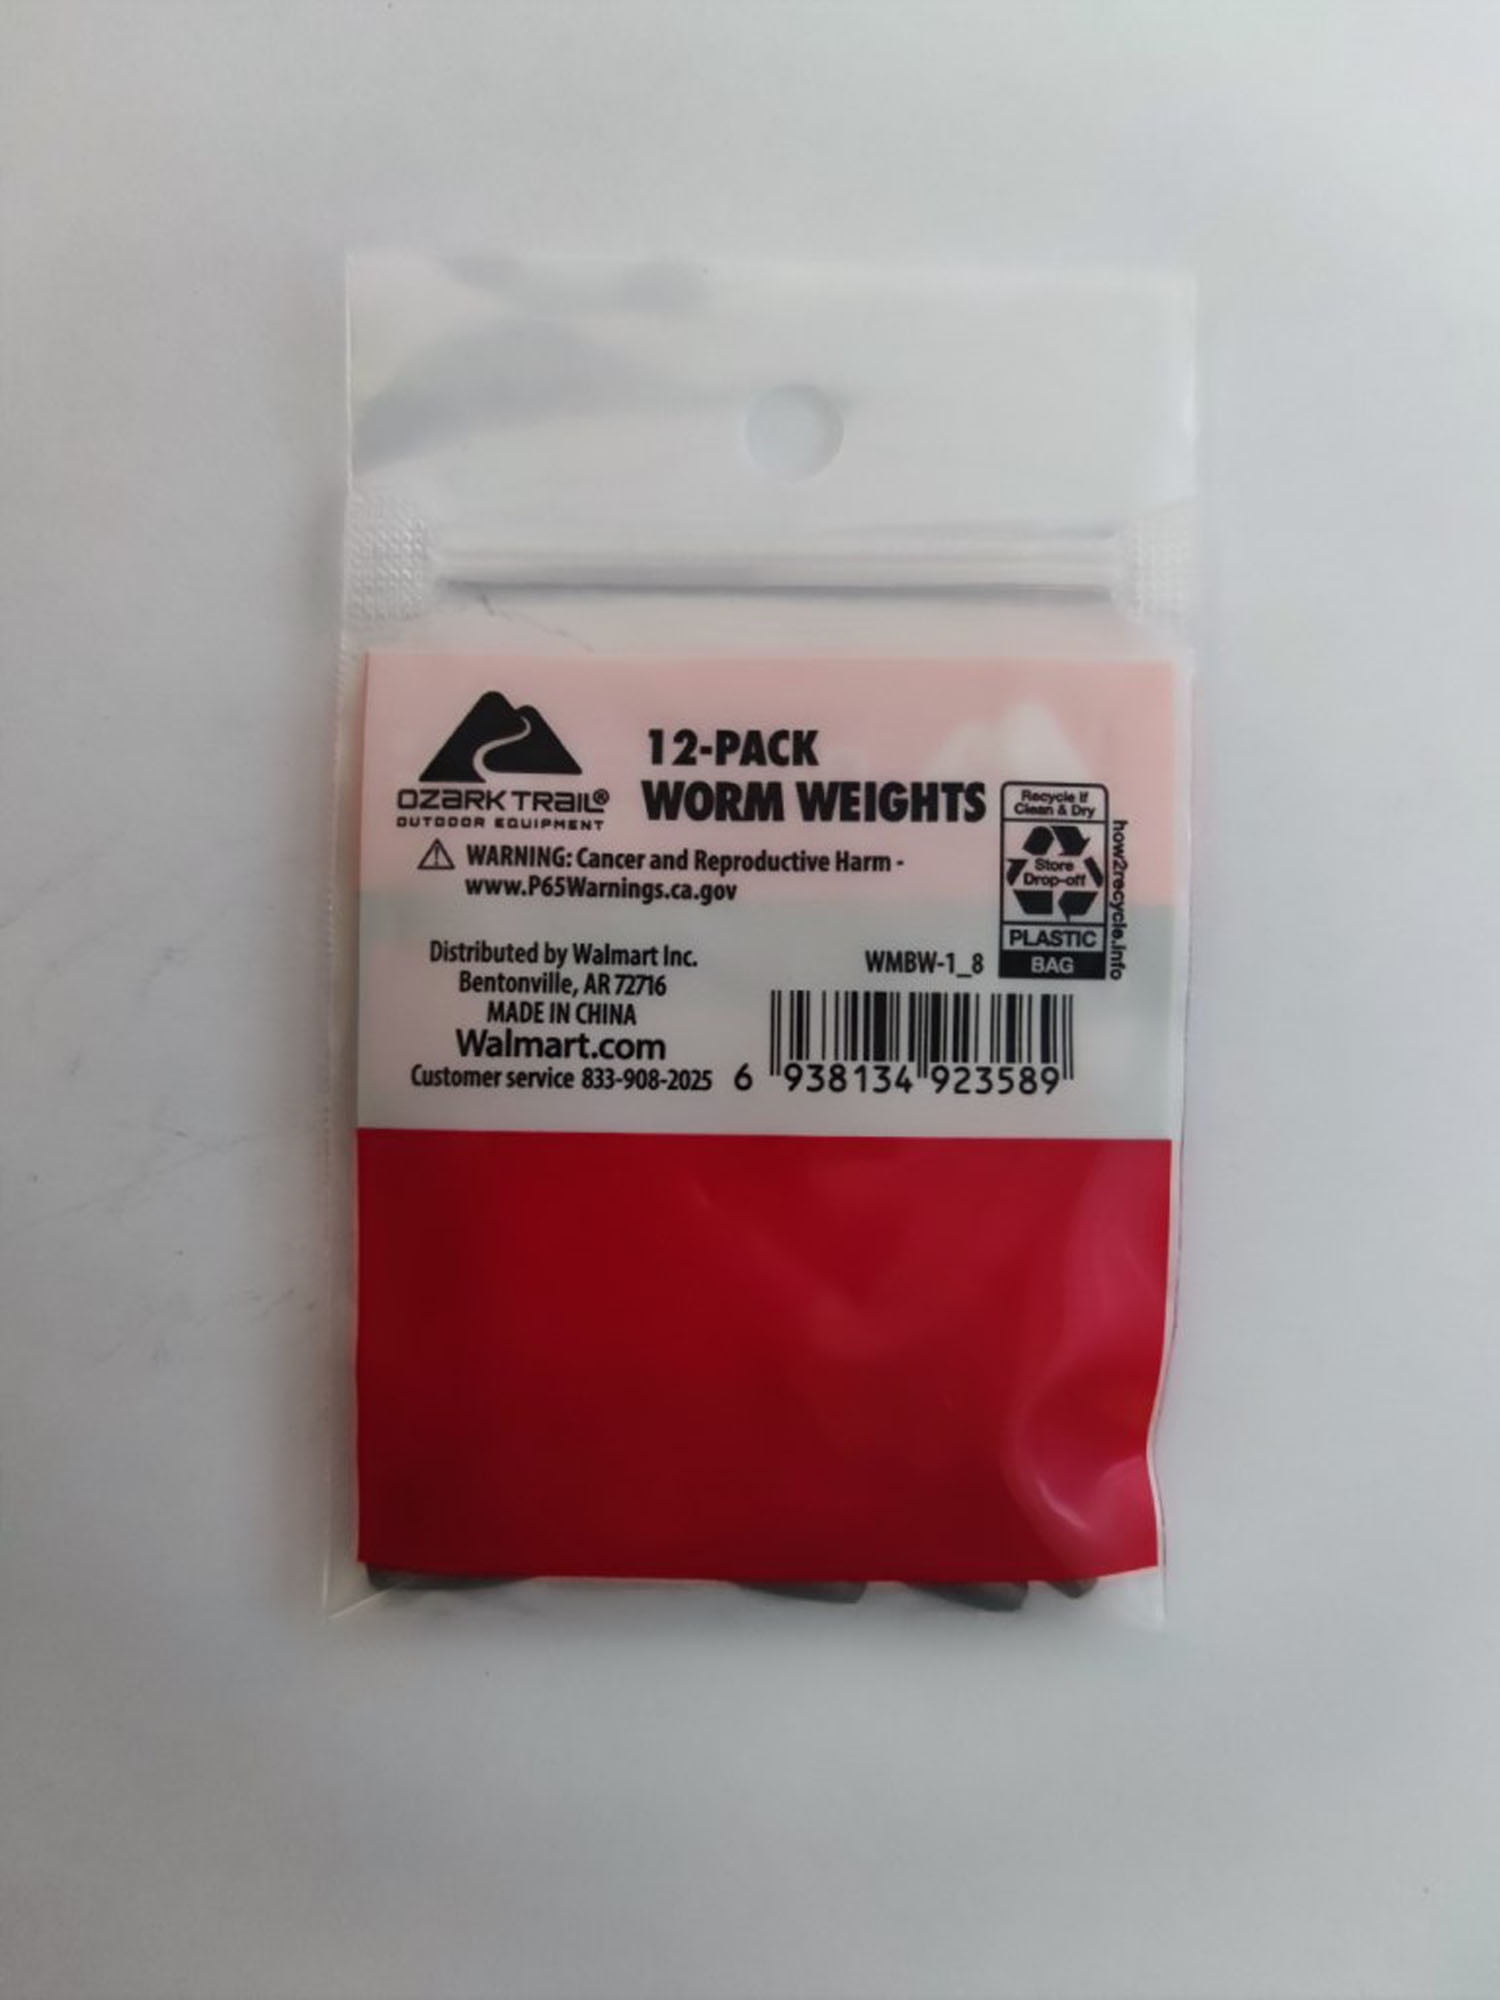 OZARK TRAIL®
OUTDOOR EQUIPMENT
12-PACK
WORM WEIGHTS
⚠ WARNING: Cancer and Reproductive Harm -
www.P65Warnings.ca.gov
Recycle if
Clean & Dry
Store
Drop-off
PLASTIC
BAG
how2recycle.info
Distributed by Walmart Inc.
Bentonville, AR 72716
MADE IN CHINA
Walmart.com
Customer service 833-908-2025
WMBW-1_8
6 938134 923589